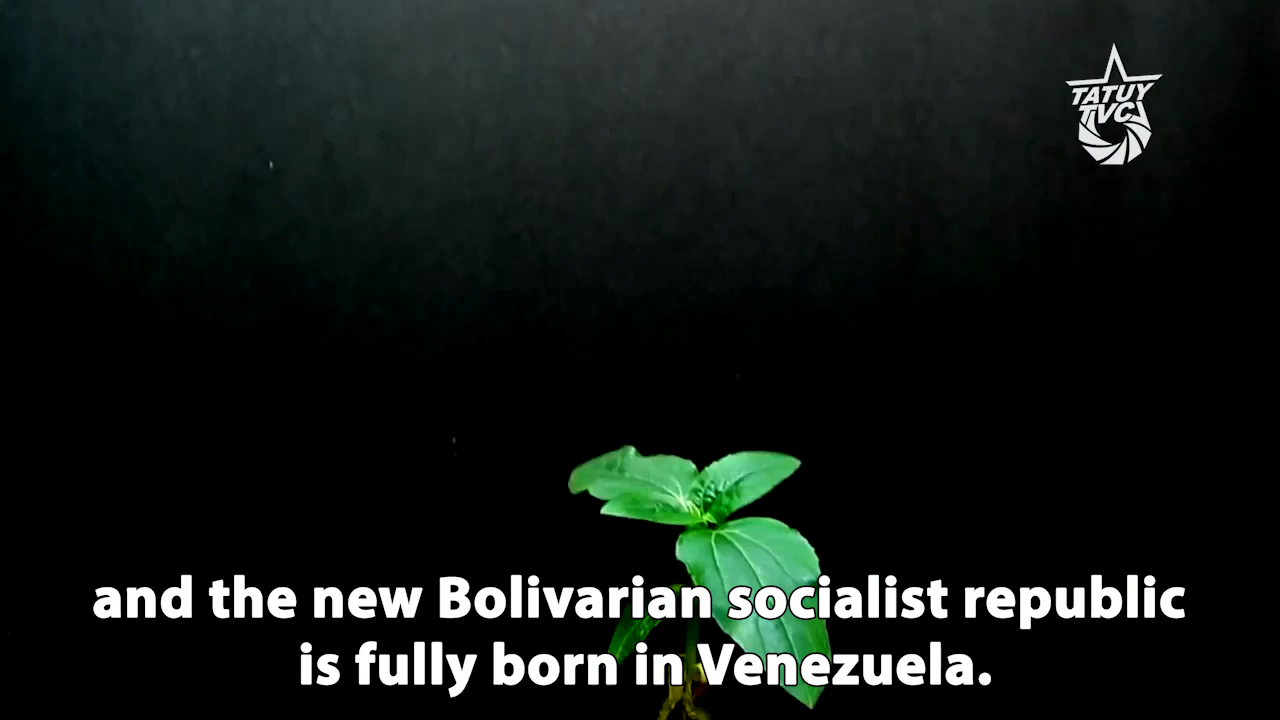 TATUY
TVC
and the new Bolivarian socialist republic
is fully born in Venezuela.